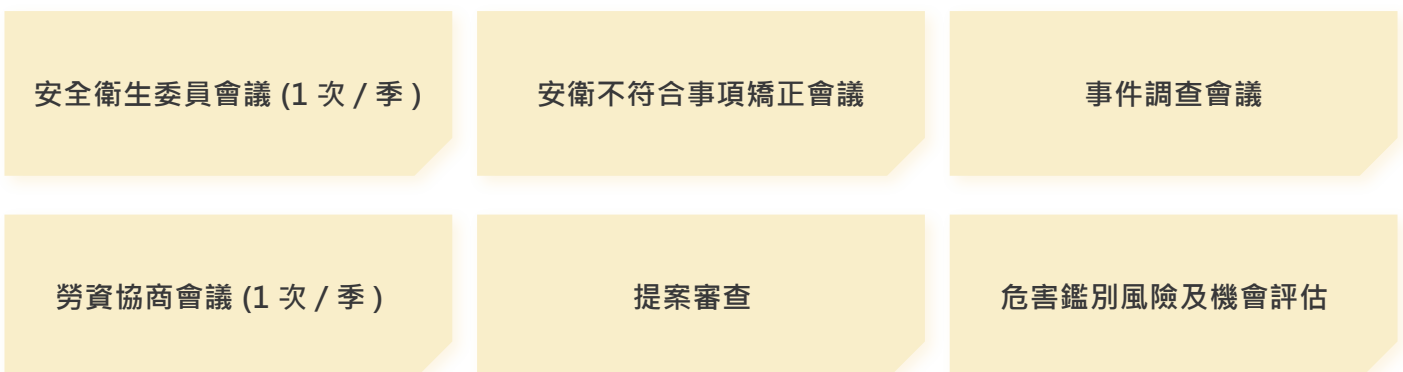 安全衛生委員會議 (1 次 / 季 )
安衛不符合事項矯正會議
事件調查會議
勞資協商會議 (1 次 / 季 )
提案審查
危害鑑別風險及機會評估